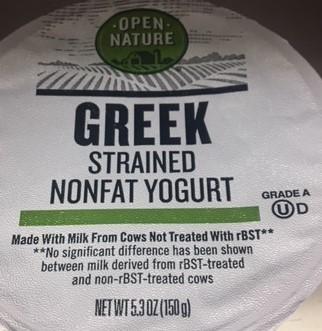 ·OPEN·
NATURE
GREEK
STRAINED
NONFAT YOGURT
GRADE A
U D
Made With Milk From Cows Not Treated With rBST**
**No significant difference has been shown
between milk derived from rBST-treated
and non-rBST-treated cows
NET WT 5.3 OZ (150g)